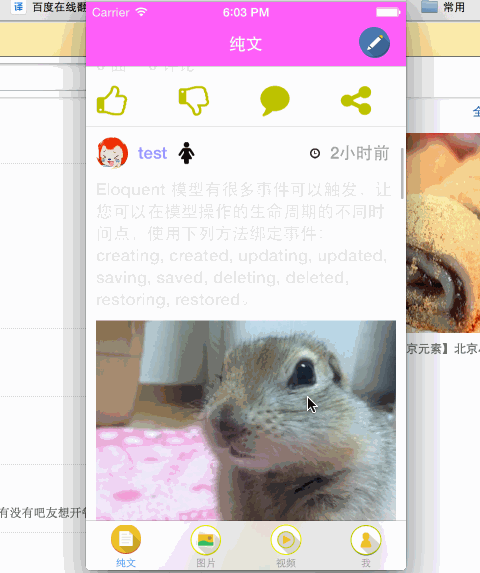 百度在线翻
常用
Carrier
6:03 PM
纯文
test
2小时前
Eloquent 模型有很多事件可以触发，让
您可以在模型操作的生命周期的不同时
间点，使用下列方法绑定事件：
creating, created, updating, updated,
saving, saved, deleting, deleted,
restoring, restored。
京元素】北京
有没有吧友想开
纯文
图片
视频
我